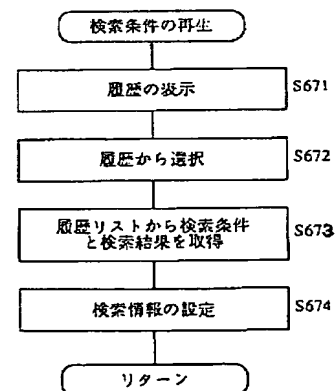 検索条件の再生
履歴の表示
S671
履歴から選択
S672
履歴リストから検索条件
と検索結果を取得
S673
検索情報の設定
S674
リターン